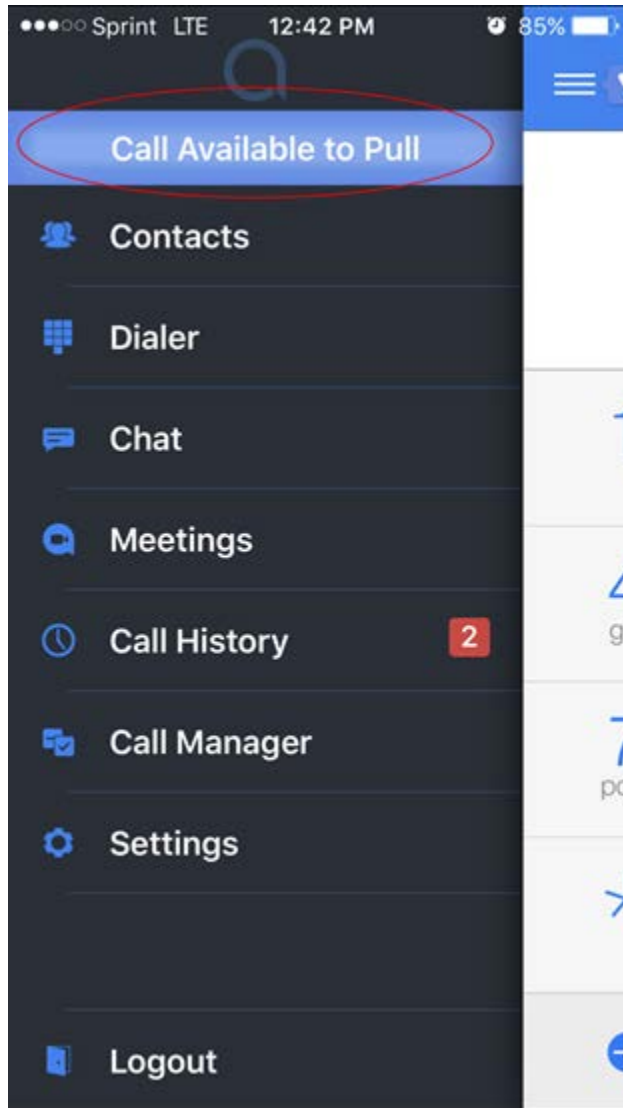 Sprint LTE 12:42 PM 85%
Call Available to Pull
Contacts
Dialer
Chat
Meetings
Call History 2
Call Manager
Settings
Logout